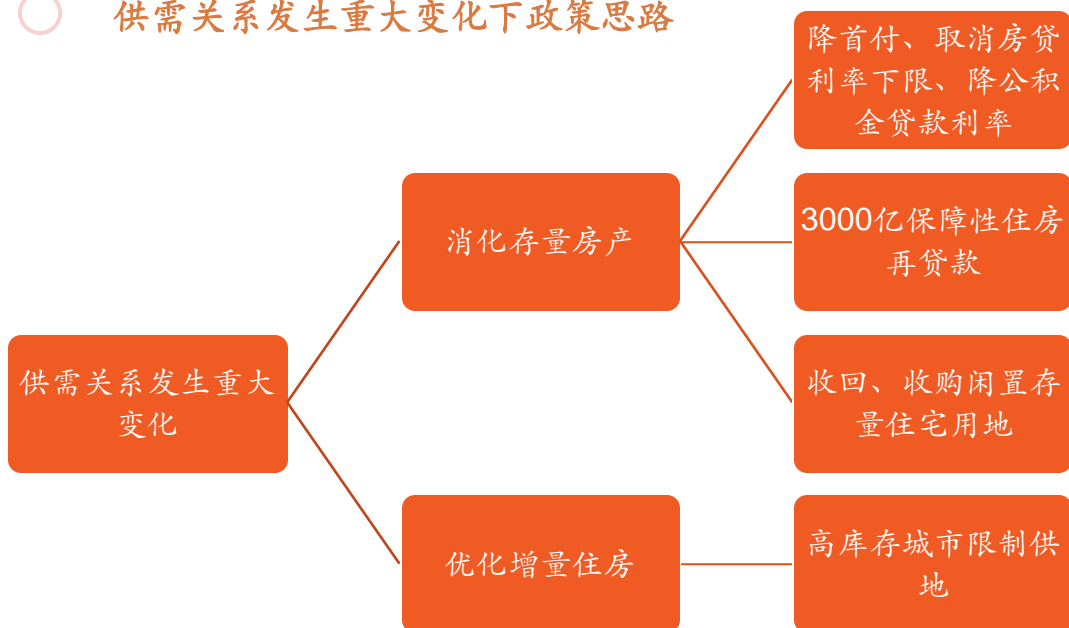 供需关系发生重大变化下政策思路
降首付、取消房贷
利率下限、降公积
金贷款利率
消化存量房产
3000亿保障性住房
再贷款
供需关系发生重大
变化
收回、收购闲置存
量住宅用地
优化增量住房
高库存城市限制供
地